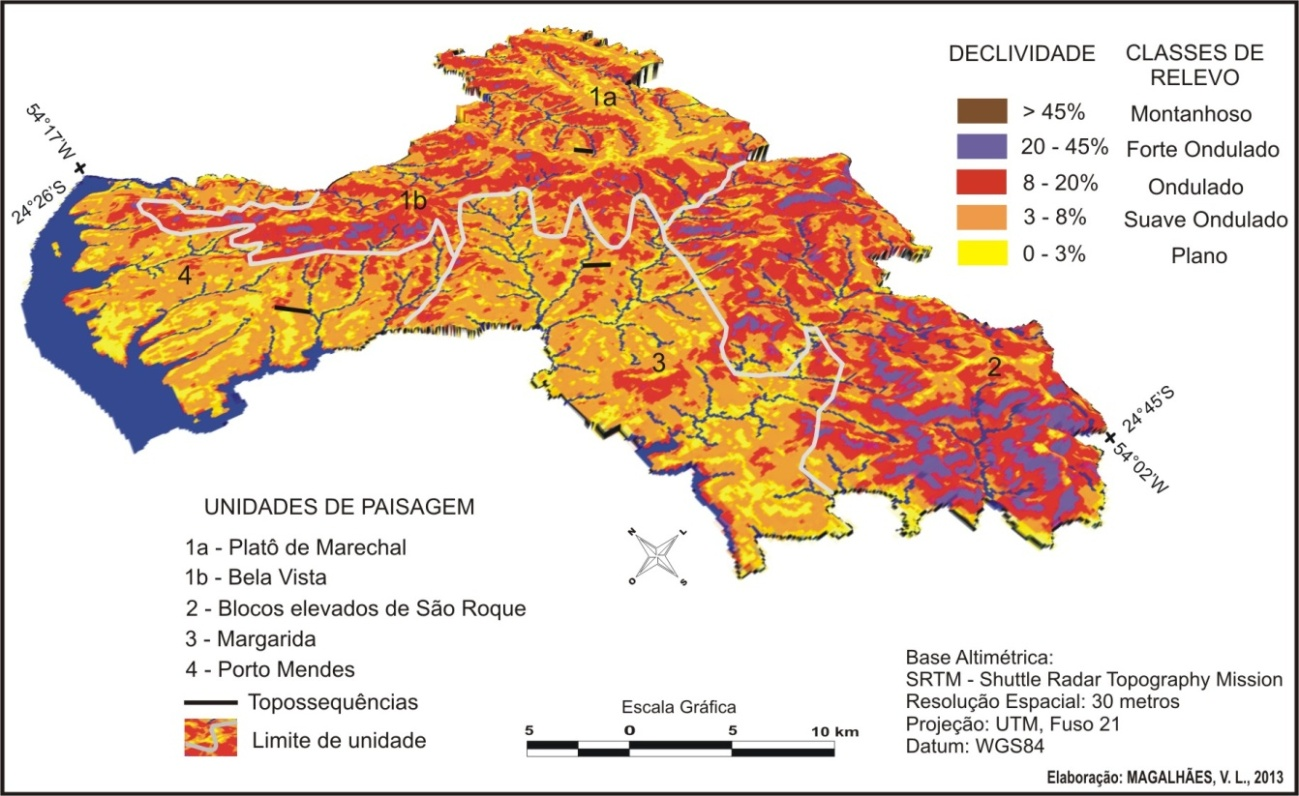 DECLIVIDADE
CLASSES DE
RELEVO
> 45% Montanhoso
20 - 45% Forte Ondulado
8 - 20% Ondulado
3 - 8% Suave Ondulado
0 - 3% Plano
54°17'W
24°26'S
1a
1b
4
3
2
24°45'S
54°02'W
UNIDADES DE PAISAGEM
1a - Platô de Marechal
1b - Bela Vista
2 - Blocos elevados de São Roque
3 - Margarida
4 - Porto Mendes
Topossequências
Limite de unidade
N L
O S
Escala Gráfica
5 0 5 10 km
Base Altimétrica:
SRTM - Shuttle Radar Topography Mission
Resolução Espacial: 30 metros
Projeção: UTM, Fuso 21
Datum: WGS84
Elaboração: MAGALHÃES, V. L., 2013